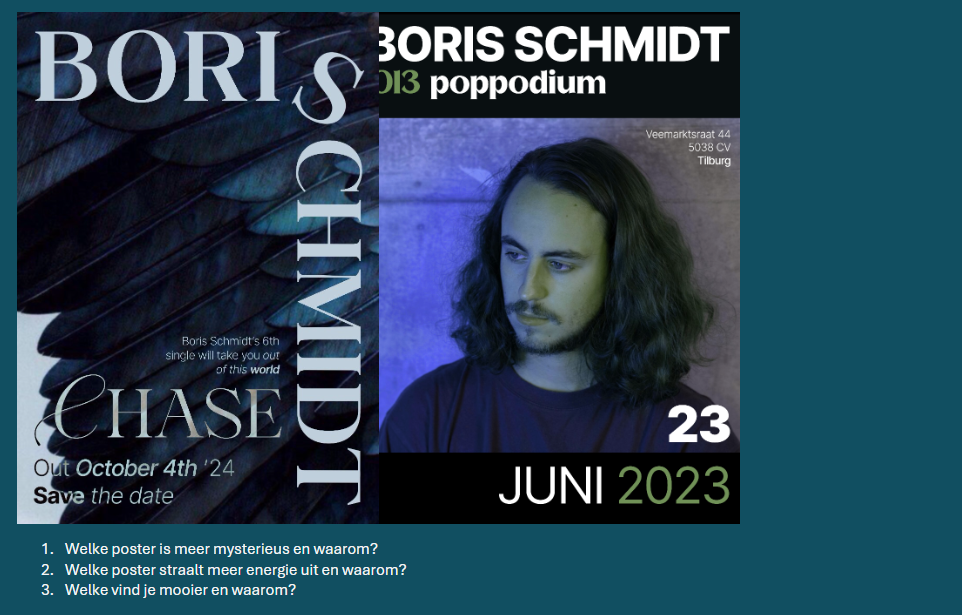 BORIS
SCHMIDT
Boris Schmidt's 6th
single will take you out
of this world
CHASE
Out October 4th '24
Save the date
BORIS SCHMIDT
013 poppodium
Veemarktsraat 44
5038 CV
Tilburg
23
JUNI 2023
1. Welke poster is meer mysterieus en waarom?
2. Welke poster straalt meer energie uit en waarom?
3. Welke vind je mooier en waarom?